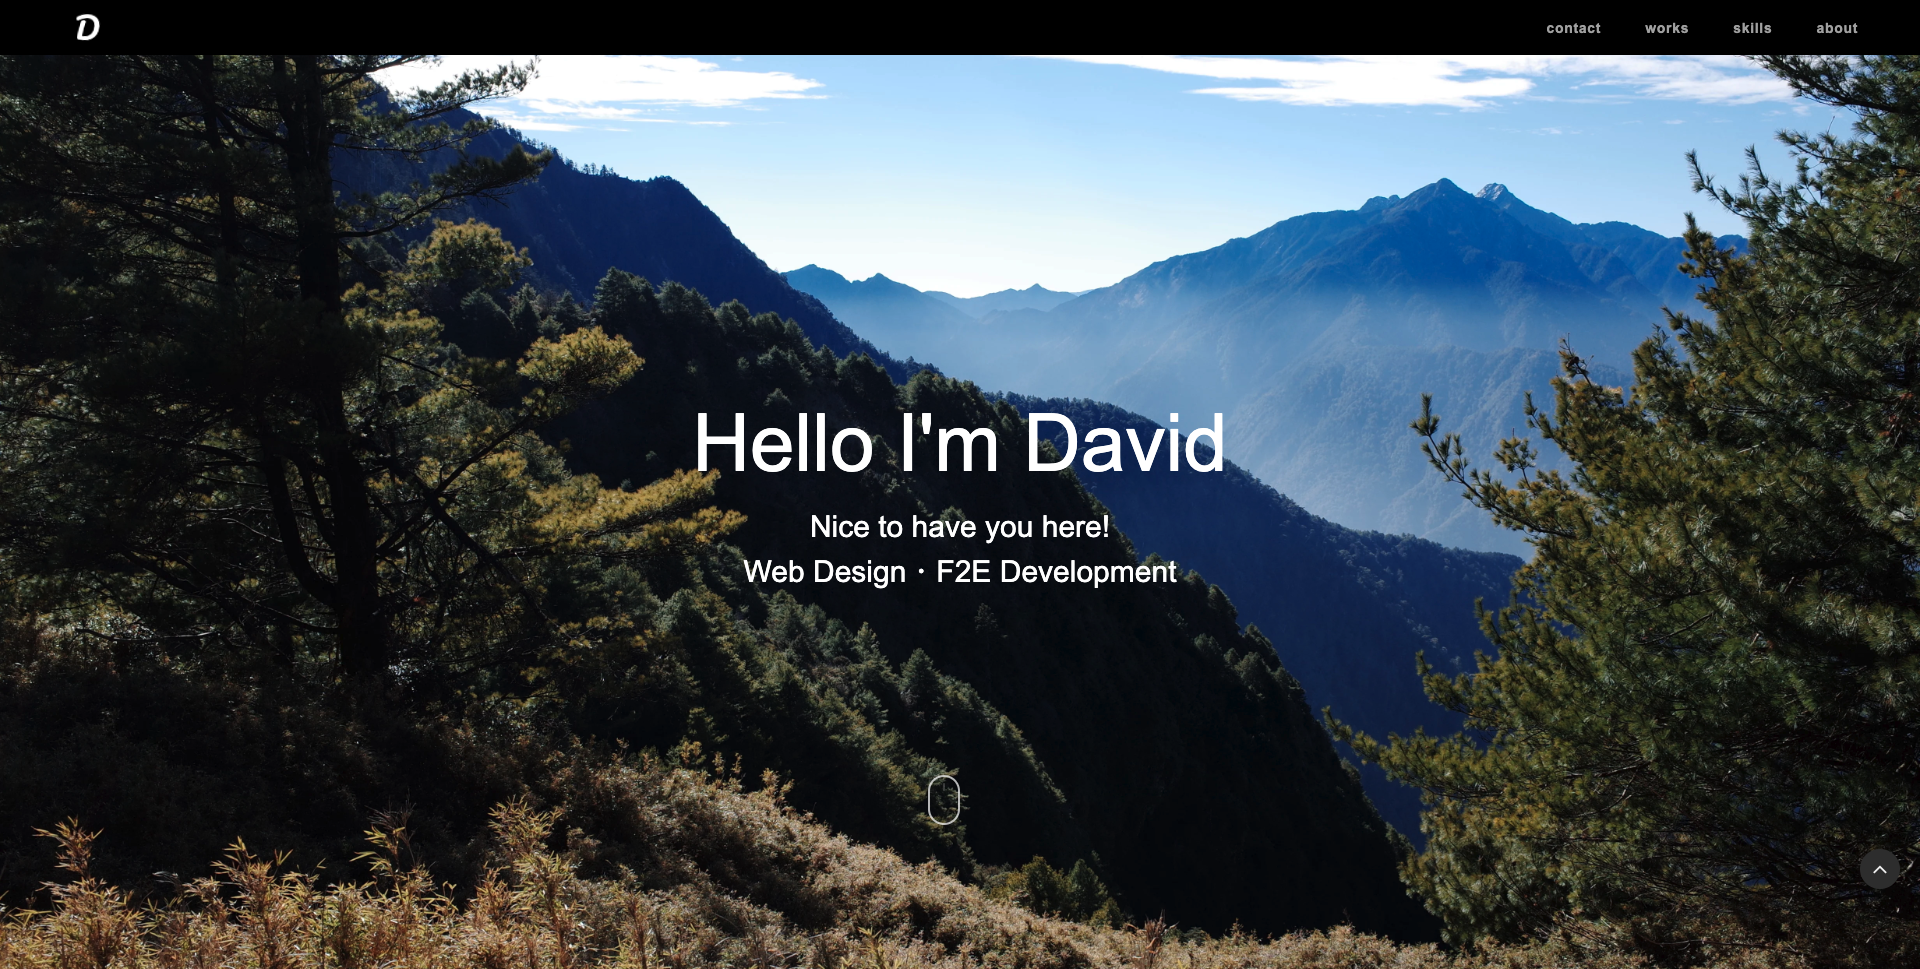 D
contact works skills about
Hello I'm David
Nice to have you here!
Web Design · F2E Development